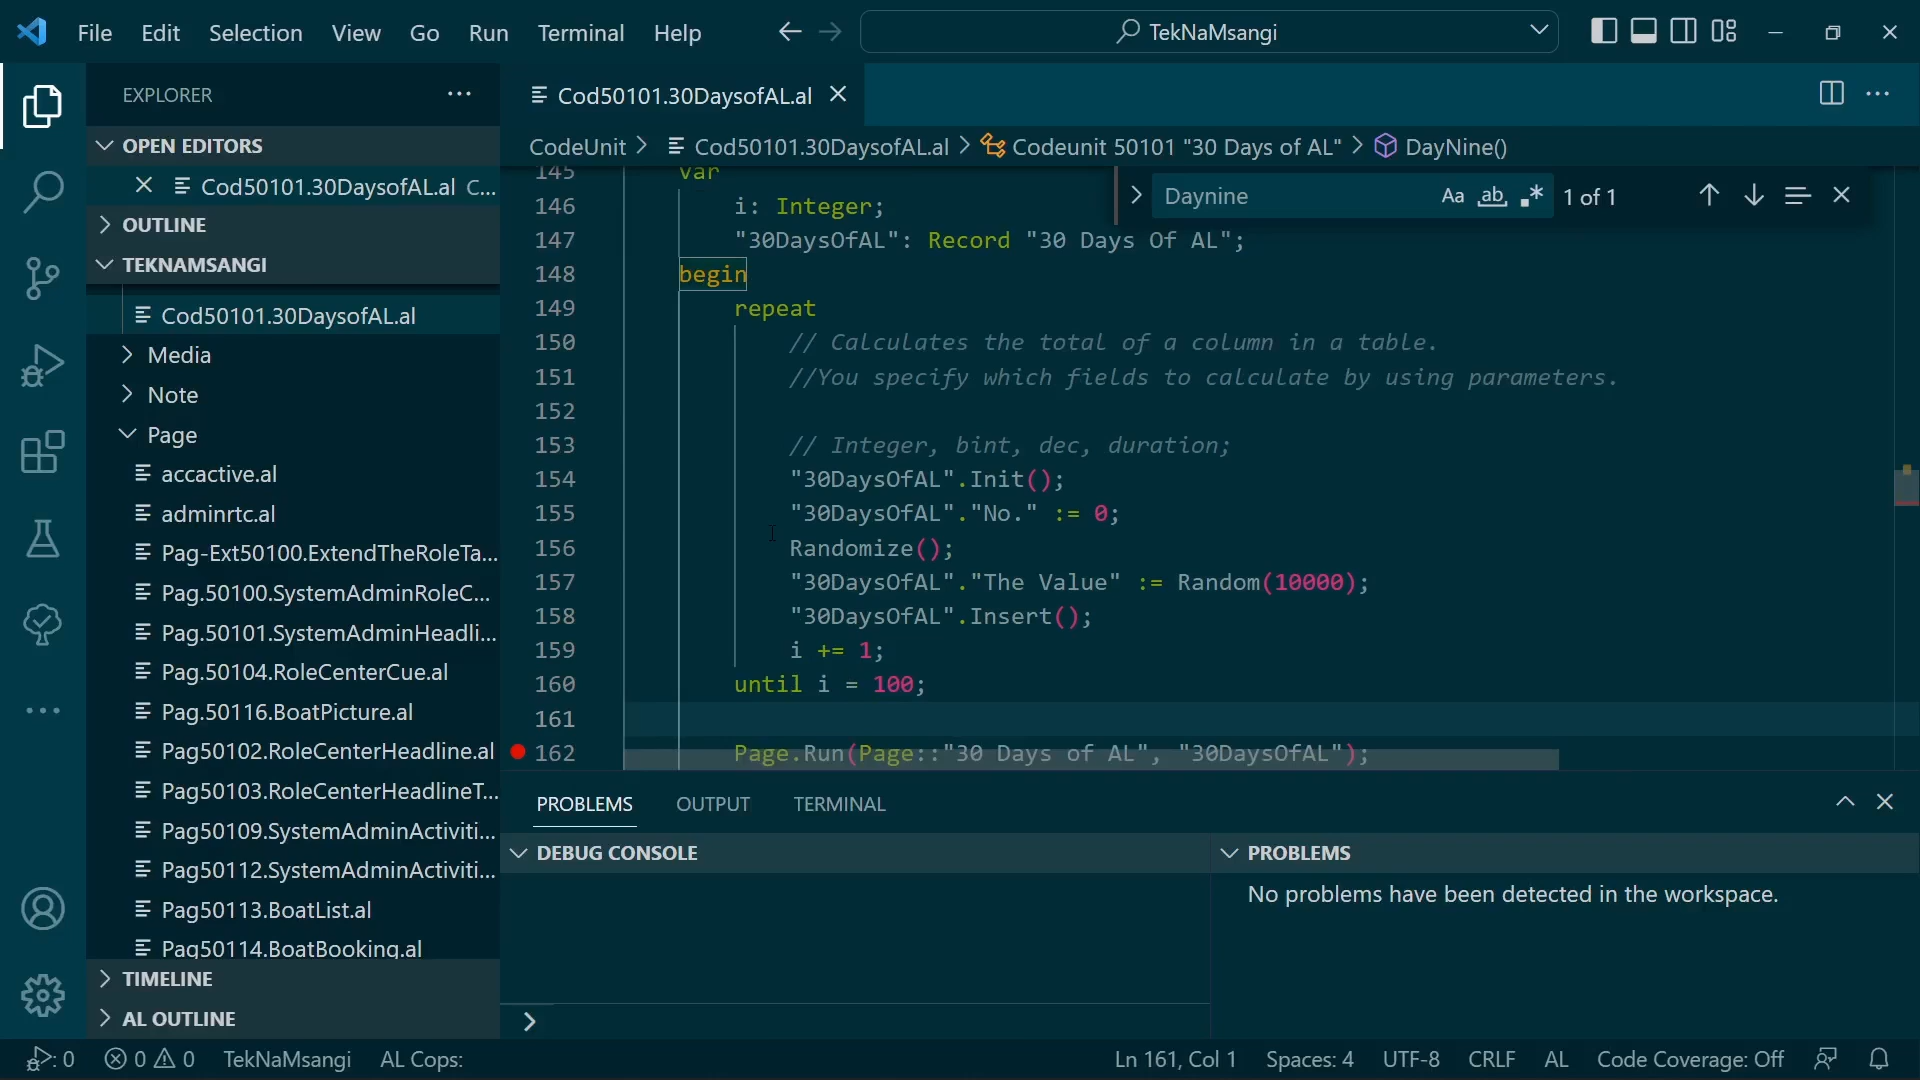 File Edit Selection View Go Run Terminal Help
TekNaMsangi
EXPLORER
OPEN EDITORS
Cod50101.30DaysofAL.al C...
OUTLINE
TEKNAMSANGI
Cod50101.30DaysofAL.al
Media
Note
Page
accactive.al
adminrtc.al
Pag-Ext50100.ExtendTheRoleTa...
Pag.50100.SystemAdminRoleC...
Pag.50101.SystemAdminHeadli...
Pag.50104.RoleCenterCue.al
Pag.50116.BoatPicture.al
Pag50102.RoleCenterHeadline.al
Pag50103.RoleCenterHeadlineT...
Pag50109.SystemAdminActiviti...
Pag50112.SystemAdminActiviti...
Pag50113.BoatList.al
Pag50114.BoatBooking.al
TIMELINE
AL OUTLINE
Cod50101.30DaysofAL.al
CodeUnit > Cod50101.30DaysofAL.al > Codeunit 50101 "30 Days of AL" > DayNine()
Daynine Aa ab 1 of 1
145 var
146 i: Integer;
147 "30DaysOfAL": Record "30 Days Of AL";
148 begin
149 repeat
150 // Calculates the total of a column in a table.
151 //You specify which fields to calculate by using parameters.
152
153 // Integer, bint, dec, duration;
154 "30DaysOfAL".Init();
155 "30DaysOfAL"."No." := 0;
156 Randomize();
157 "30DaysOfAL"."The Value" := Random(10000);
158 "30DaysOfAL".Insert();
159 i += 1;
160 until i = 100;
161
162 Page.Run(Page::"30 Days of AL", "30DaysOfAL");
PROBLEMS OUTPUT TERMINAL
DEBUG CONSOLE
PROBLEMS
No problems have been detected in the workspace.
: 0 0 0 TekNaMsangi AL Cops: Ln 161, Col 1 Spaces: 4 UTF-8 CRLF AL Code Coverage: Off